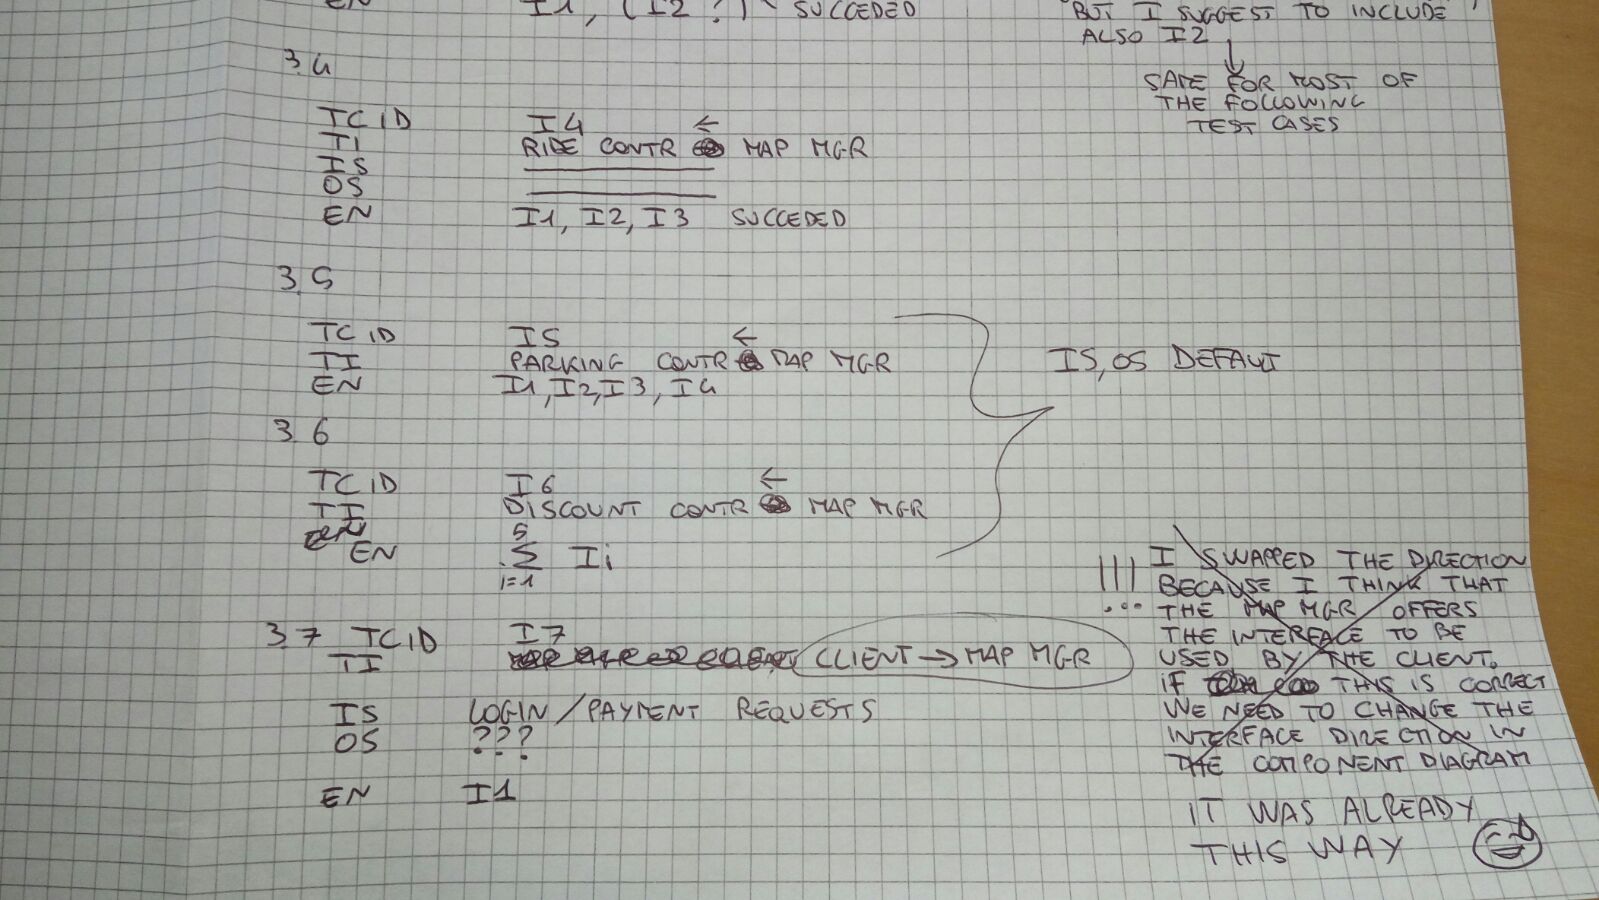 EN I1, (I2?) SUCCEDED
BUT I SUGGEST TO INCLUDE
ALSO I2
↓
SAME FOR MOST OF
THE FOLLOWING
TEST CASES
3.4
TC ID I4
TI RIDE CONTR ← MAP MGR
IS
OS
EN I1, I2, I3 SUCCEDED
3.5
TC ID I5
TI PARKING CONTR ← MAP MGR
EN I1, I2, I3, I4
IS, OS DEFAULT
3.6
TC ID I6
TI DISCOUNT CONTR ← MAP MGR
EN 5 Σ i=1 Ii
3.7 TC ID I7
TI CLIENT → MAP MGR
IS LOGIN/PAYMENT REQUESTS
OS ???
EN I1
!!! I SWAPPED THE DIRECTION
BECAUSE I THINK THAT
... THE MAP MGR OFFERS
THE INTERFACE TO BE
USED BY THE CLIENT.
IF THIS IS CORRECT
WE NEED TO CHANGE THE
INTERFACE DIRECTION IN
THE COMPONENT DIAGRAM
IT WAS ALREADY
THIS WAY